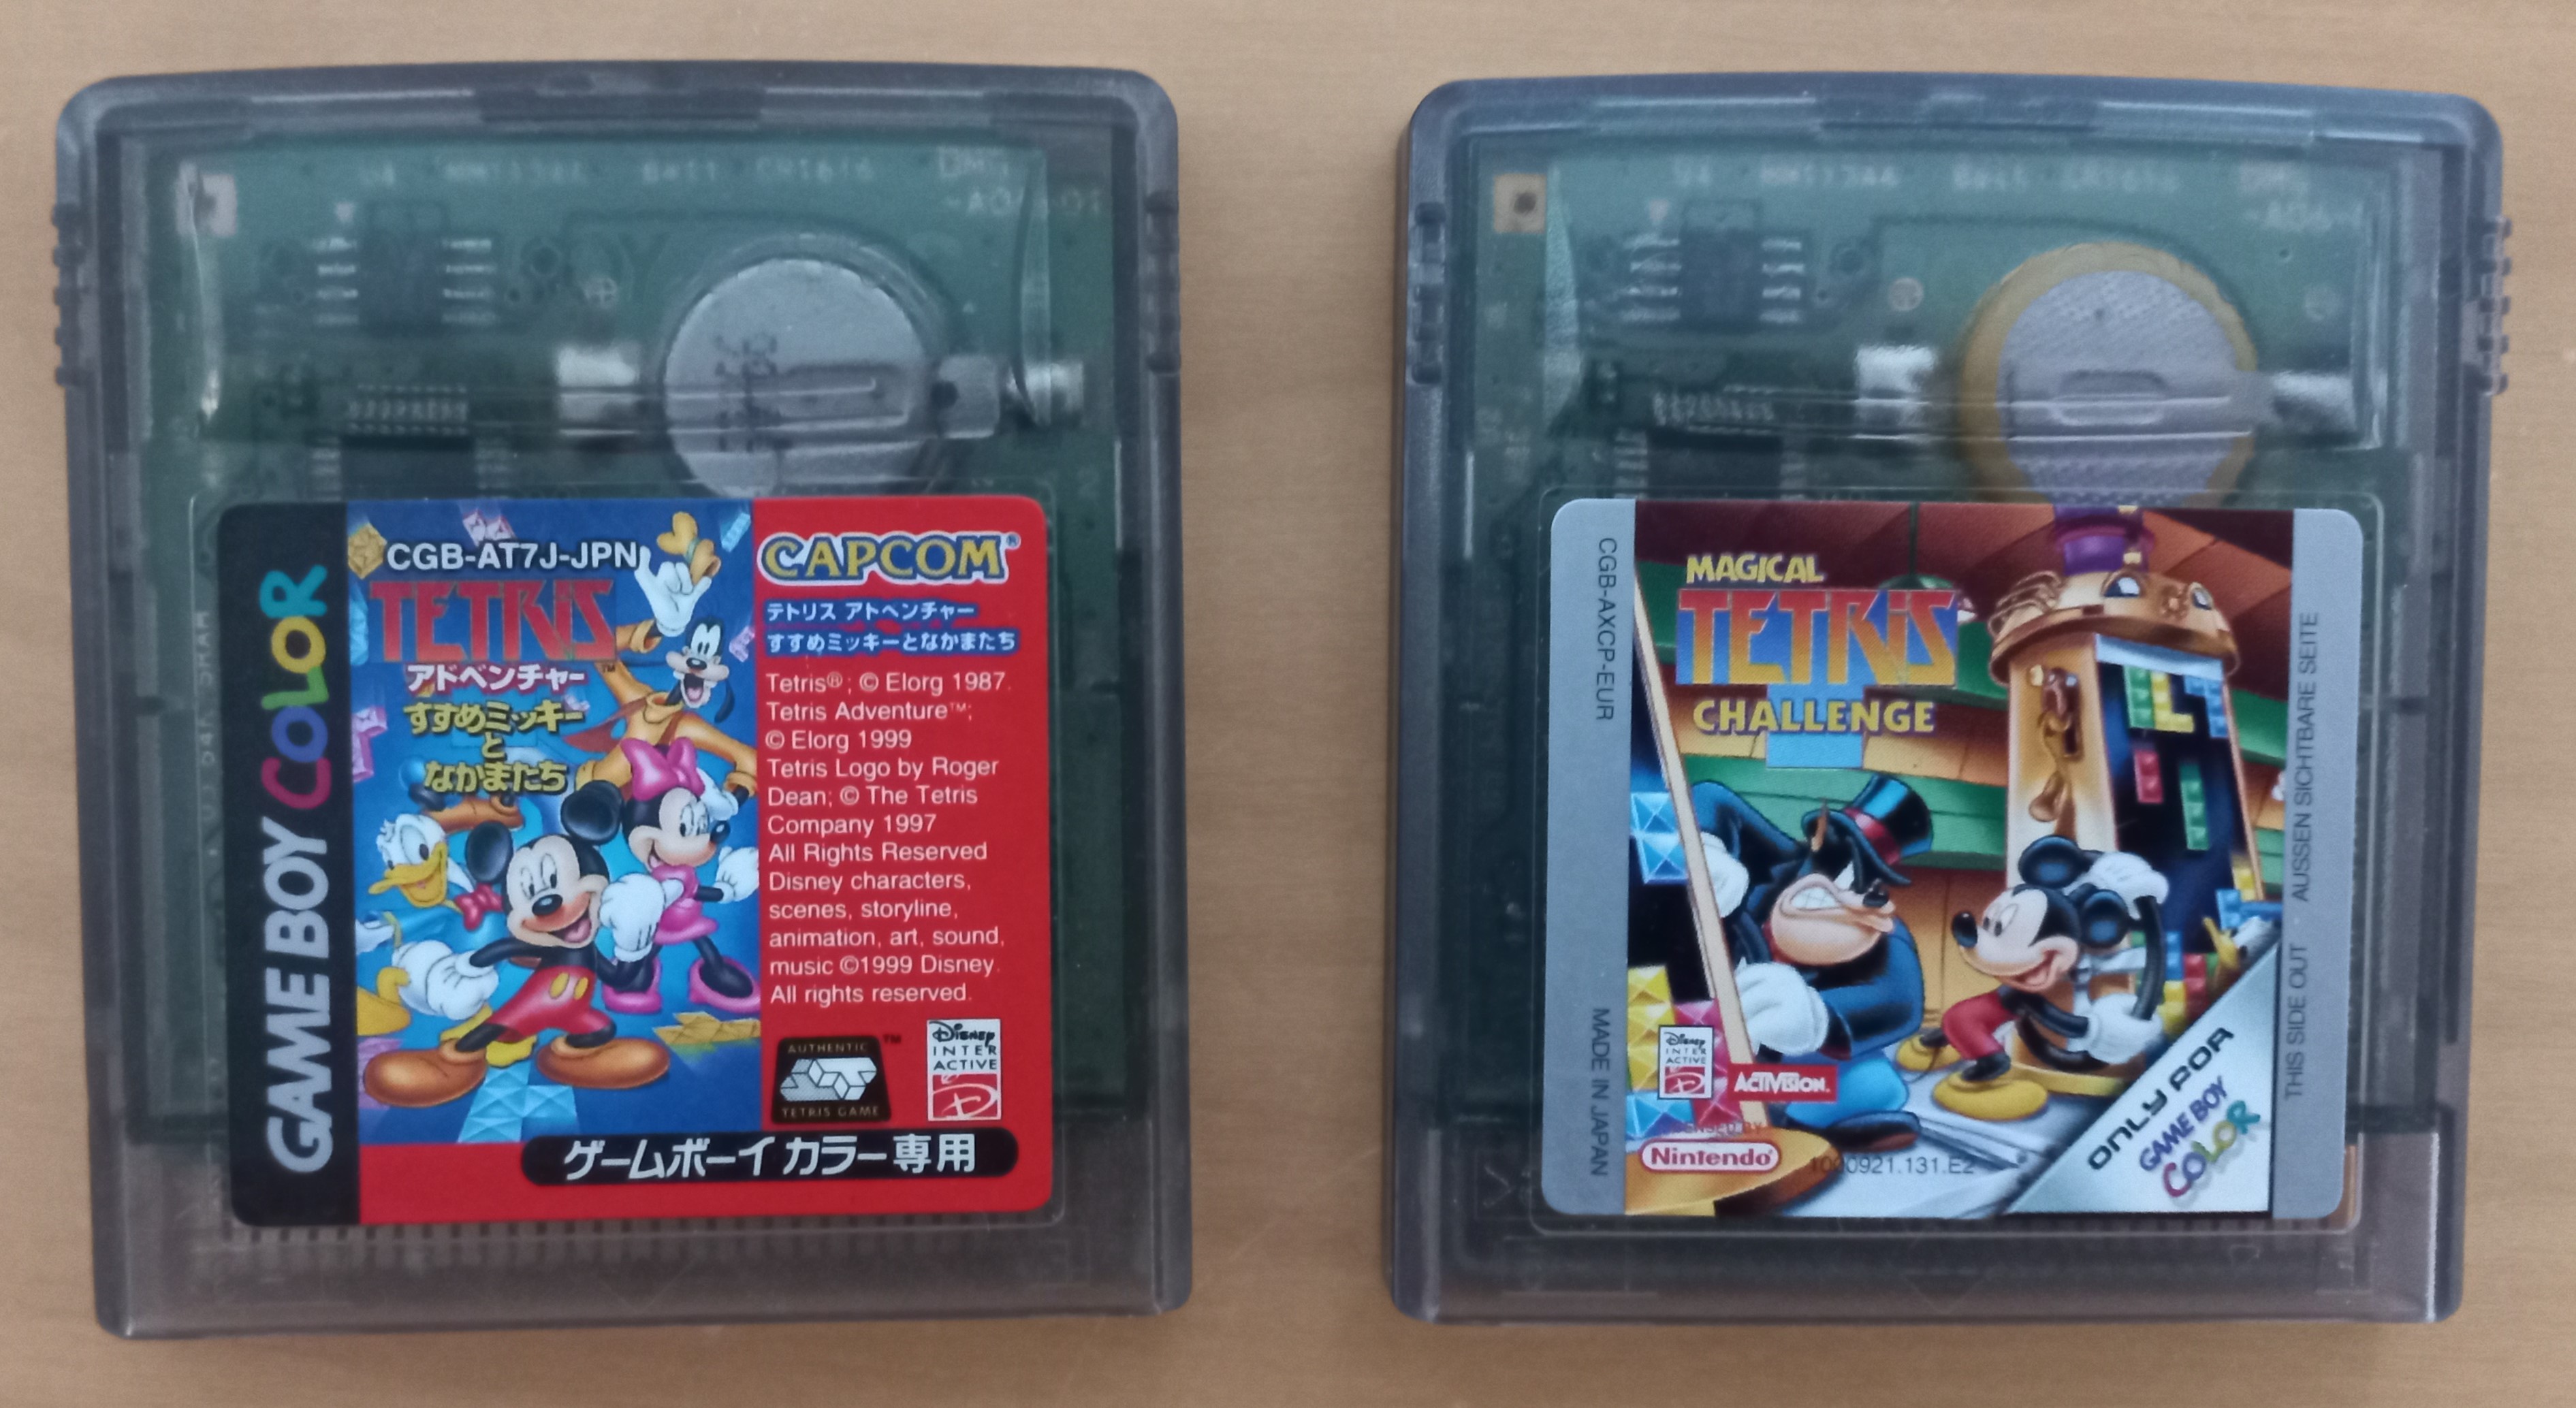 GAME BOY COLOR
CGB-AT7J-JPN
TETRIS™
アドベンチャー
すすめミッキー
と
なかまたち
CAPCOM®
テトリス アドベンチャー
すすめミッキーとなかまたち
Tetris®; © Elorg 1987.
Tetris Adventure™;
© Elorg 1999
Tetris Logo by Roger
Dean; © The Tetris
Company 1997
All Rights Reserved
Disney characters,
scenes, storyline,
animation, art, sound,
music ©1999 Disney.
All rights reserved.
AUTHENTIC
TETRIS GAME
™
Disney
INTER
ACTIVE
ゲームボーイ カラー専用
CGB-AXCP-EUR
MADE IN JAPAN
MAGICAL
TETRIS
CHALLENGE
Disney
INTER
ACTIVE
ACTIVISION
LICENSED BY
Nintendo
ONLY FOR
GAME BOY
COLOR
THIS SIDE OUT AUSSEN SICHTBARE SEITE